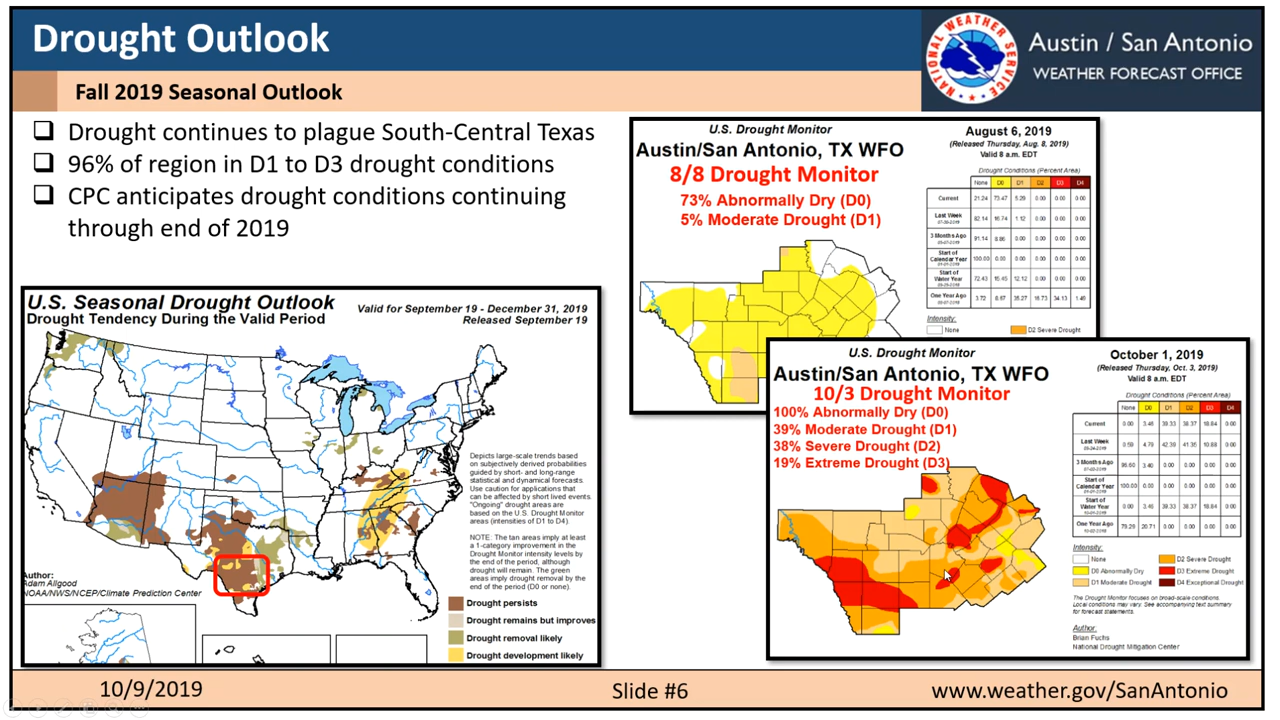 Drought Outlook
Fall 2019 Seasonal Outlook
NATIONAL WEATHER SERVICE
Austin / San Antonio
WEATHER FORECAST OFFICE
Drought continues to plague South-Central Texas
96% of region in D1 to D3 drought conditions
CPC anticipates drought conditions continuing
through end of 2019
U.S. Seasonal Drought Outlook
Drought Tendency During the Valid Period
Valid for September 19 - December 31, 2019
Released September 19
Depicts large-scale trends based
on subjectively derived probabilities
guided by short- and long-range
statistical and dynamical forecasts.
Use caution for applications that
can be affected by short lived events.
"Ongoing" drought areas are
based on the U.S. Drought Monitor
areas (intensities of D1 to D4).
NOTE: The tan areas imply at least
a 1-category improvement in the
Drought Monitor intensity levels by
the end of the period, although
drought will remain. The green
areas imply drought removal by the
end of the period (D0 or none).
Author:
Adam Allgood
NOAA/NWS/NCEP/Climate Prediction Center
Drought persists
Drought remains but improves
Drought removal likely
Drought development likely
U.S. Drought Monitor
Austin/San Antonio, TX WFO
8/8 Drought Monitor
73% Abnormally Dry (D0)
5% Moderate Drought (D1)
August 6, 2019
(Released Thursday, Aug. 8, 2019)
Valid 8 a.m. EDT
Drought Conditions (Percent Area)
None D0 D1 D2 D3 D4
Current 21.24 73.47 5.29 0.00 0.00 0.00
Last Week 82.14 16.74 1.12 0.00 0.00 0.00
3 Months Ago 91.14 8.86 0.00 0.00 0.00 0.00
Start of Calendar Year 100.00 0.00 0.00 0.00 0.00 0.00
Start of Water Year 72.43 15.45 12.12 0.00 0.00 0.00
One Year Ago 3.72 8.67 35.27 16.73 34.13 1.49
Intensity:
None
D2 Severe Drought
U.S. Drought Monitor
Austin/San Antonio, TX WFO
10/3 Drought Monitor
100% Abnormally Dry (D0)
39% Moderate Drought (D1)
38% Severe Drought (D2)
19% Extreme Drought (D3)
October 1, 2019
(Released Thursday, Oct. 3, 2019)
Valid 8 a.m. EDT
Drought Conditions (Percent Area)
None D0 D1 D2 D3 D4
Current 0.00 3.46 39.33 38.37 18.84 0.00
Last Week 0.59 4.79 42.39 41.35 10.88 0.00
3 Months Ago 96.60 3.40 0.00 0.00 0.00 0.00
Start of Calendar Year 100.00 0.00 0.00 0.00 0.00 0.00
Start of Water Year 0.00 3.46 39.33 38.37 18.84 0.00
One Year Ago 79.29 20.71 0.00 0.00 0.00 0.00
Intensity:
None
D0 Abnormally Dry
D1 Moderate Drought
D2 Severe Drought
D3 Extreme Drought
D4 Exceptional Drought
The Drought Monitor focuses on broad-scale conditions.
Local conditions may vary. See accompanying text summary
for forecast statements.
Author:
Brian Fuchs
National Drought Mitigation Center
10/9/2019
Slide #6
www.weather.gov/SanAntonio